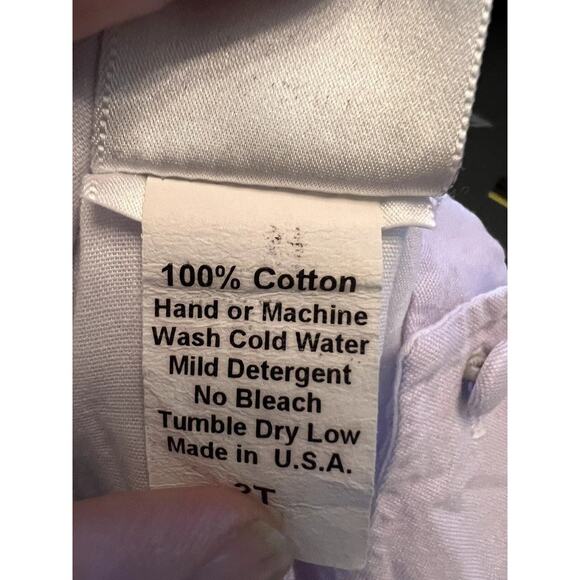 100% Cotton
Hand or Machine
Wash Cold Water
Mild Detergent
No Bleach
Tumble Dry Low
Made in U.S.A.